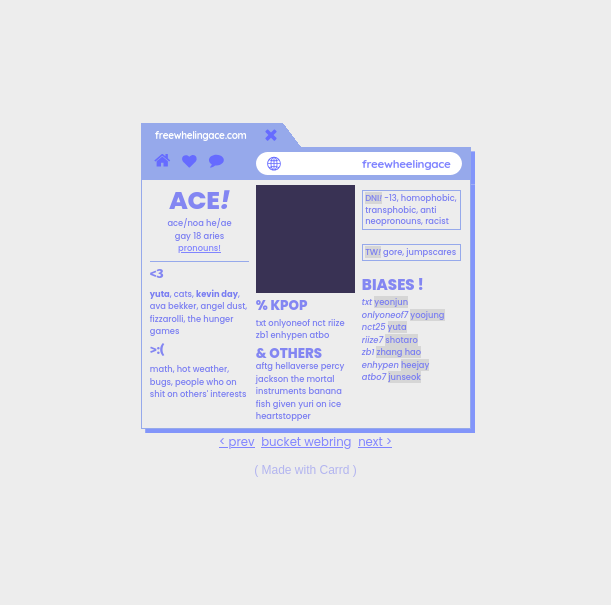 freewhelingace.com
freewheelingace
ACE!
ace/noa he/ae
gay 18 aries
pronouns!
<3
yuta, cats, kevin day,
ava bekker, angel dust,
fizzarolli, the hunger
games
>:(
math, hot weather,
bugs, people who on
shit on others' interests
% KPOP
txt onlyoneof nct riize
zb1 enhypen atbo
& OTHERS
aftg hellaverse percy
jackson the mortal
instruments banana
fish given yuri on ice
heartstopper
DNI! -13, homophobic,
transphobic, anti
neopronouns, racist
TW! gore, jumpscares
BIASES !
txt yeonjun
onlyoneof7 yoojung
nct25 yuta
riize7 shotaro
zb1 zhang hao
enhypen heejay
atbo7 junseok
< prev bucket webring next >
( Made with Carrd )